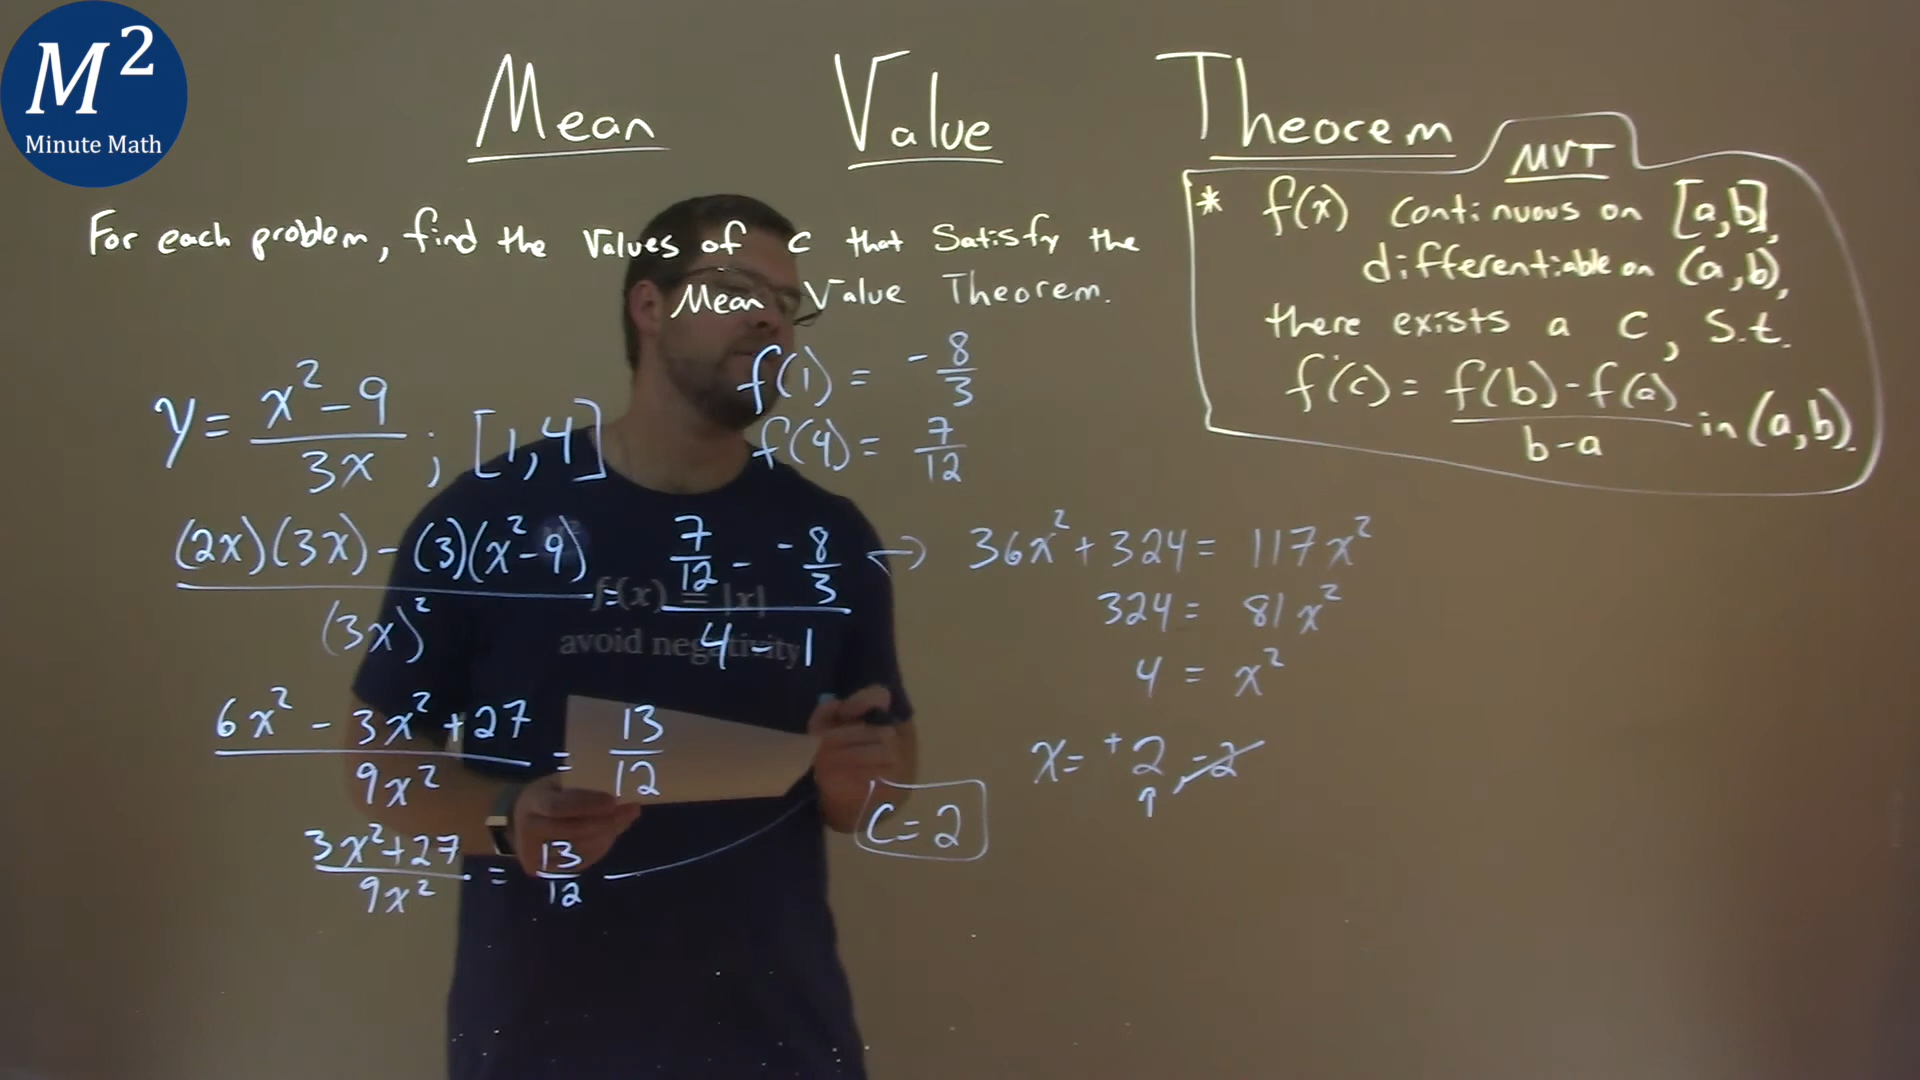 M²
Minute Math
Mean Value Theorem
For each problem, find the values of c that satisfy the
Mean Value Theorem.
MVT
* f(x) continuous on [a,b],
differentiable on (a,b),
there exists a c, s.t.
f'(c) = f(b)-f(a) / b-a in (a,b).
y = x²-9 / 3x ; [1,4]
f(1) = -8/3
f(4) = 7/12
(2x)(3x) - (3)(x²-9) / (3x)² = 7/12 - -8/3 / 4-1
6x² - 3x² + 27 / 9x² = 13/12
3x²+27 / 9x² = 13/12
→ 36x² + 324 = 117x²
324 = 81x²
4 = x²
x = +2, -2
c = 2
f(x) = |x|
avoid negativity